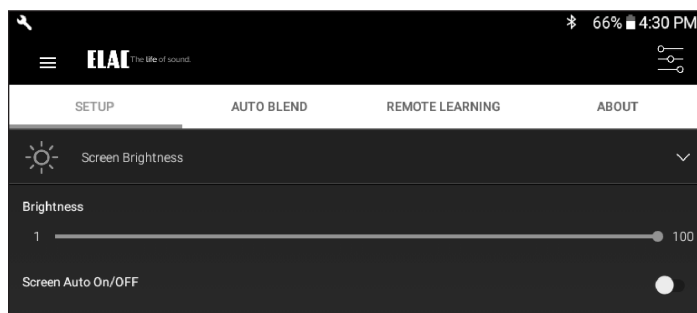 66% 4:30 PM
ELAC The life of sound.
SETUP AUTO BLEND REMOTE LEARNING ABOUT
Screen Brightness
Brightness
1 100
Screen Auto On/OFF